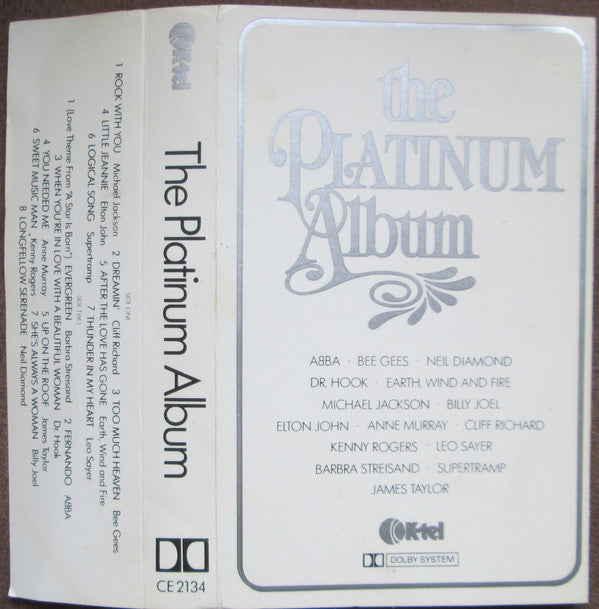 1 ROCK WITH YOU Michael Jackson 2 DREAMIN' Cliff Richard 3 TOO MUCH HEAVEN Bee Gees
4 LITTLE JEANNIE Elton John 5 AFTER THE LOVE HAS GONE Earth, Wind and Fire
6 LOGICAL SONG Supertramp 7 THUNDER IN MY HEART Leo Sayer
SIDE ONE
SIDE TWO
1 (Love Theme From "A Star Is Born") EVERGREEN Barbra Streisand 2 FERNANDO ABBA
3 WHEN YOU'RE IN LOVE WITH A BEAUTIFUL WOMAN Dr. Hook
4 YOU NEEDED ME Anne Murray 5 UP ON THE ROOF James Taylor
6 SWEET MUSIC MAN Kenny Rogers 7 SHE'S ALWAYS A WOMAN Billy Joel
8 LONGFELLOW SERENADE Neil Diamond
K-tel
The Platinum Album
CE 2134
the
PLATINUM
Album
ABBA · BEE GEES · NEIL DIAMOND
DR. HOOK · EARTH, WIND AND FIRE
MICHAEL JACKSON · BILLY JOEL
ELTON JOHN · ANNE MURRAY · CLIFF RICHARD
KENNY ROGERS · LEO SAYER
BARBRA STREISAND · SUPERTRAMP
JAMES TAYLOR
K-tel
DOLBY SYSTEM